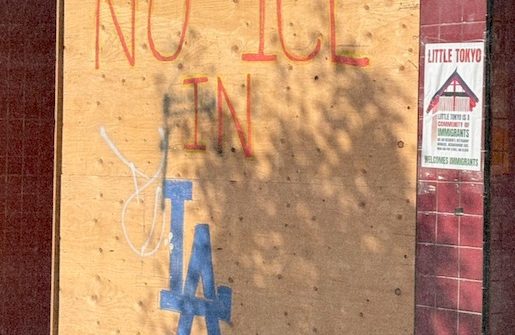 NO ICE
IN
LA
LITTLE TOKYO
LITTLE TOKYO IS A
COMMUNITY OF
IMMIGRANTS
WELCOMES IMMIGRANTS